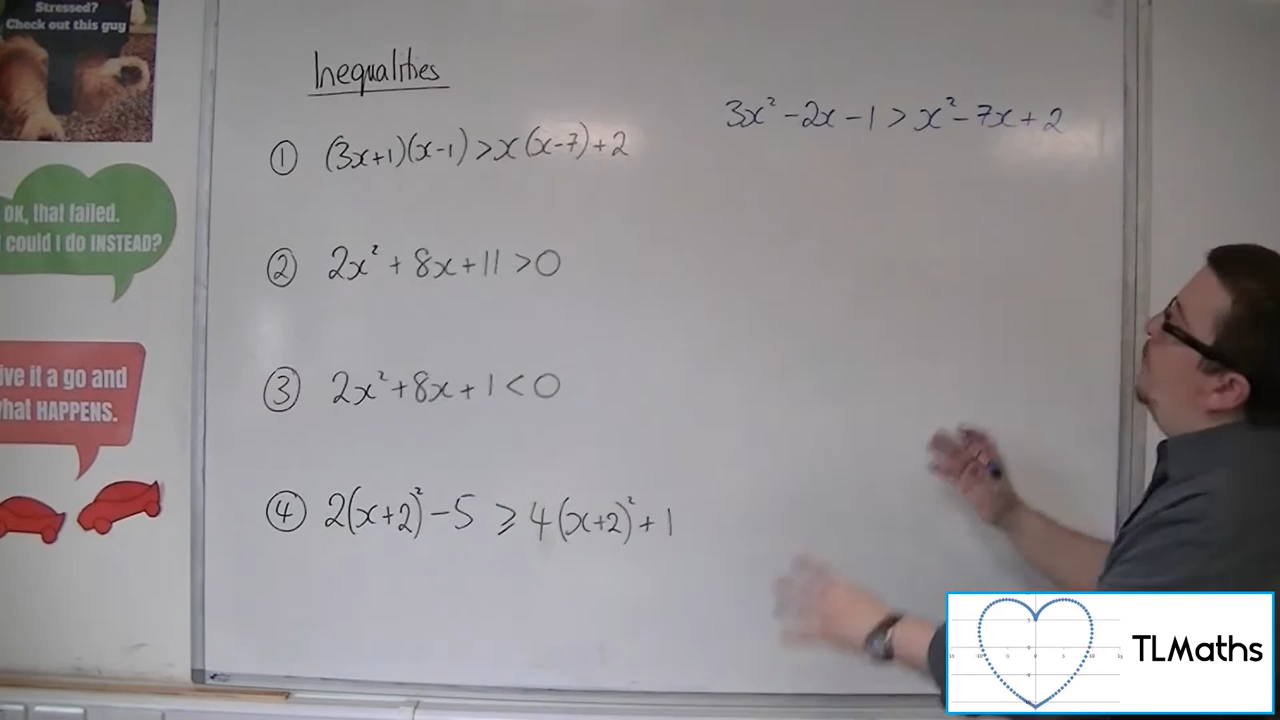 Stressed?
Check out this guy
OK, that failed.
could I do INSTEAD?
it a go and
HAPPENS.
Inequalities
① (3x+1)(x-1) > x(x-7)+2
② 2x² + 8x + 11 > 0
③ 2x² + 8x + 1 < 0
④ 2(x+2)² - 5 ⩾ 4(x+2)² + 1
3x² - 2x - 1 > x² - 7x + 2
TLMaths